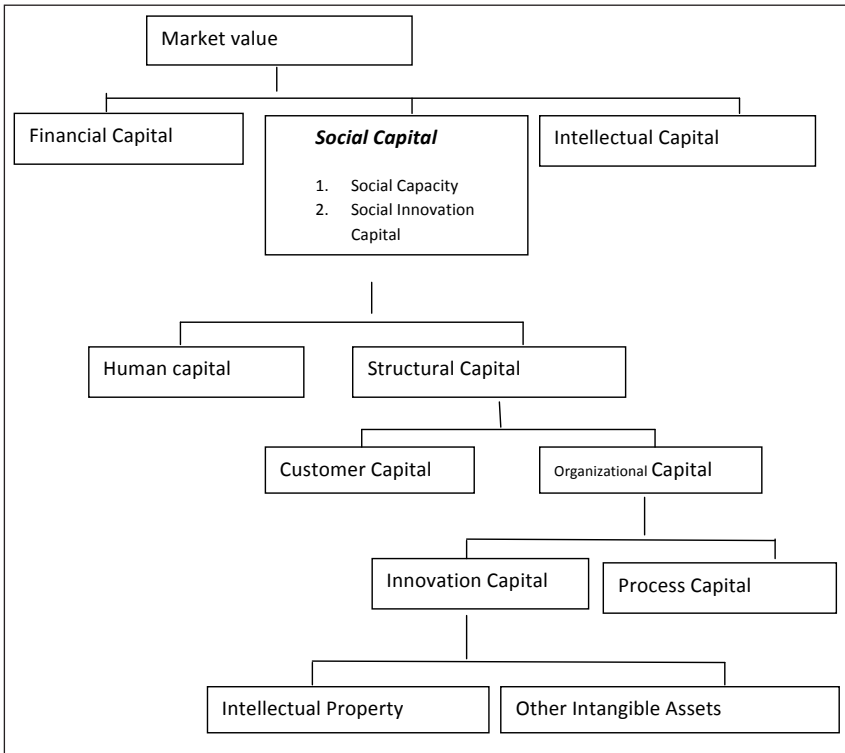 Market value
Financial Capital
Social Capital
1. Social Capacity
2. Social Innovation
Capital
Intellectual Capital
Human capital
Structural Capital
Customer Capital
Organizational Capital
Innovation Capital
Process Capital
Intellectual Property
Other Intangible Assets